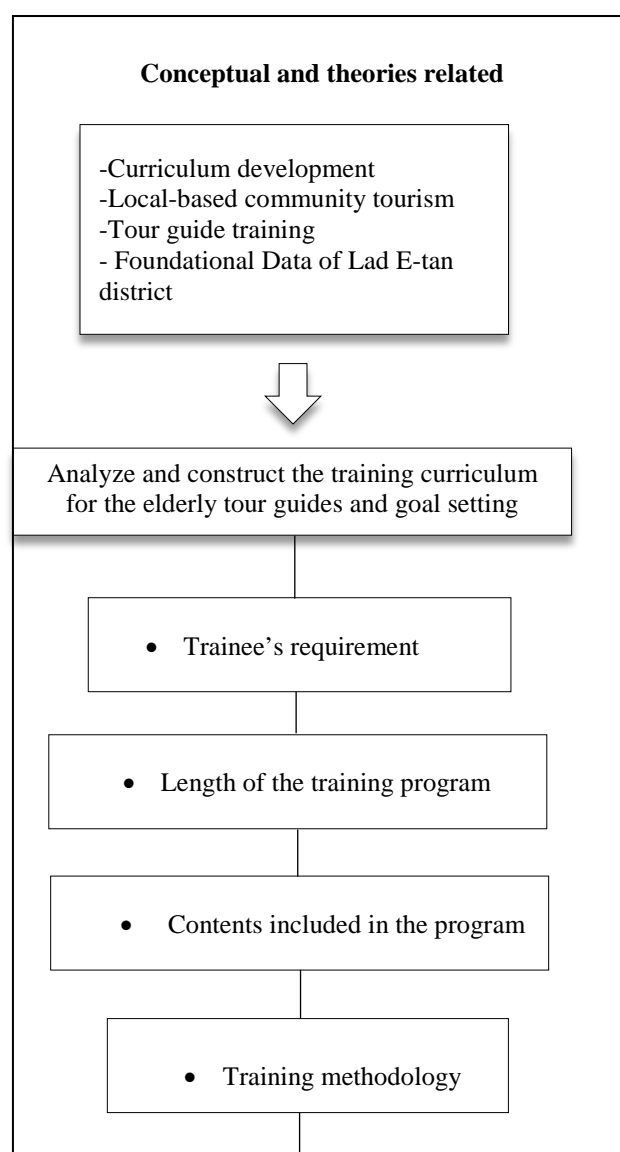 Conceptual and theories related
-Curriculum development
-Local-based community tourism
-Tour guide training
- Foundational Data of Lad E-tan
district
Analyze and construct the training curriculum
for the elderly tour guides and goal setting
• Trainee’s requirement
• Length of the training program
• Contents included in the program
• Training methodology